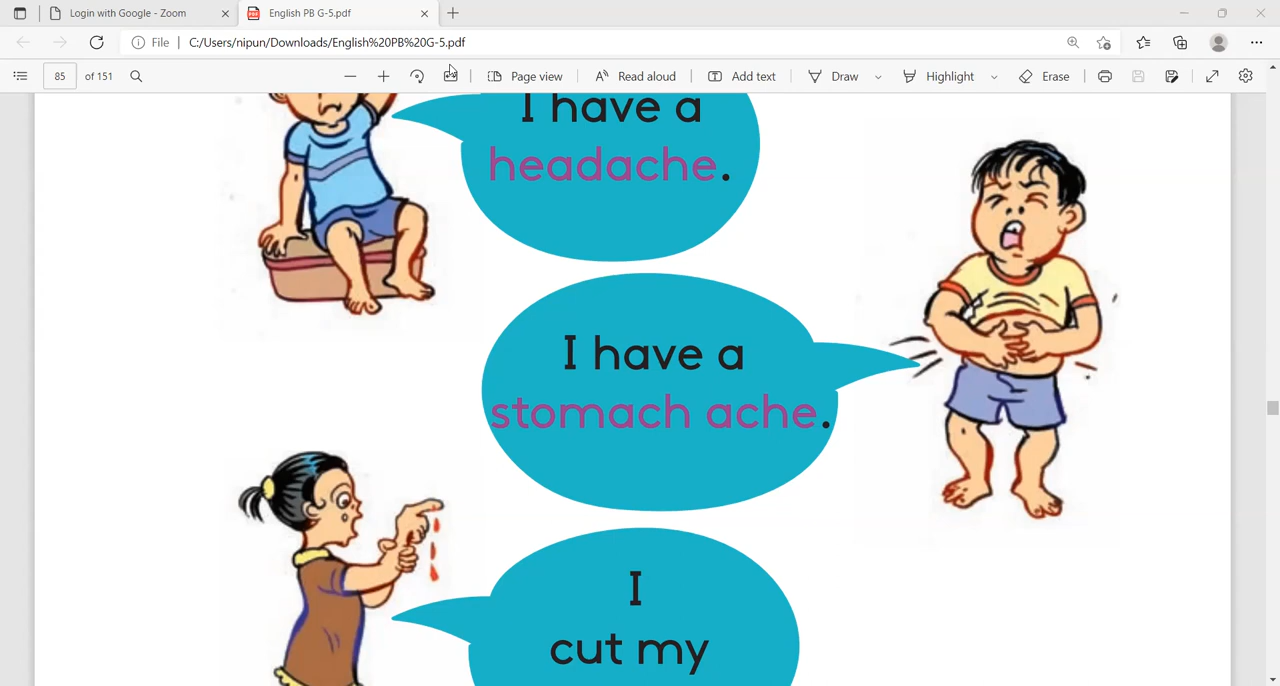 Login with Google - Zoom
English PB G-5.pdf
File
C:/Users/nipun/Downloads/English%20PB%20G-5.pdf
85
of 151
Page view
Read aloud
Add text
Draw
Highlight
Erase
I have a
headache.
I have a
stomach ache.
I
cut my